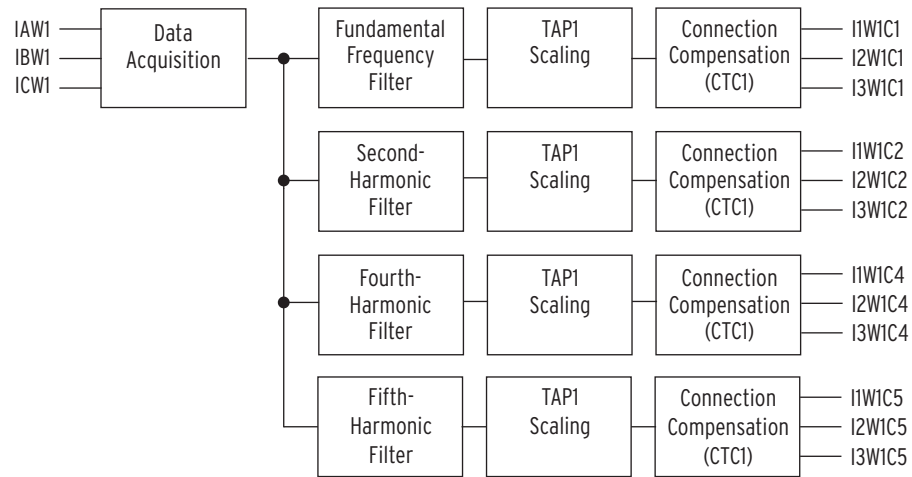 IAW1
IBW1
ICW1
Data
Acquisition
Fundamental
Frequency
Filter
TAP1
Scaling
Connection
Compensation
(CTC1)
I1W1C1
I2W1C1
I3W1C1
Second-
Harmonic
Filter
TAP1
Scaling
Connection
Compensation
(CTC1)
I1W1C2
I2W1C2
I3W1C2
Fourth-
Harmonic
Filter
TAP1
Scaling
Connection
Compensation
(CTC1)
I1W1C4
I2W1C4
I3W1C4
Fifth-
Harmonic
Filter
TAP1
Scaling
Connection
Compensation
(CTC1)
I1W1C5
I2W1C5
I3W1C5